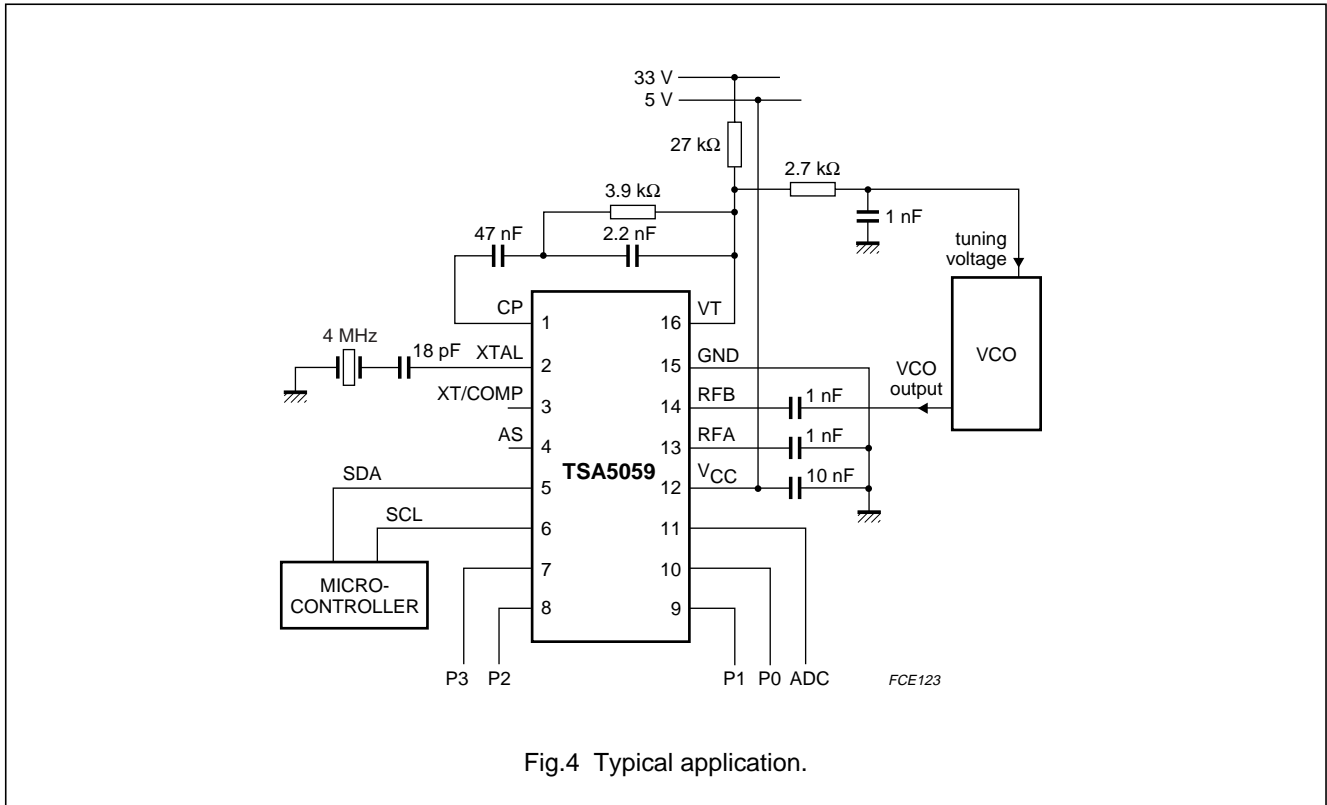 33 V
5 V
27 kΩ
2.7 kΩ
3.9 kΩ
1 nF
47 nF
2.2 nF
tuning
voltage
CP
VT
1
16
4 MHz
18 pF
XTAL
GND
VCO
2
15
VCO
output
XT/COMP
RFB
1 nF
3
14
AS
RFA
1 nF
4
13
TSA5059
VCC
10 nF
SDA
5
12
SCL
6
11
7
10
MICRO-
CONTROLLER
8
9
P3 P2
P1 P0 ADC
FCE123
Fig.4 Typical application.